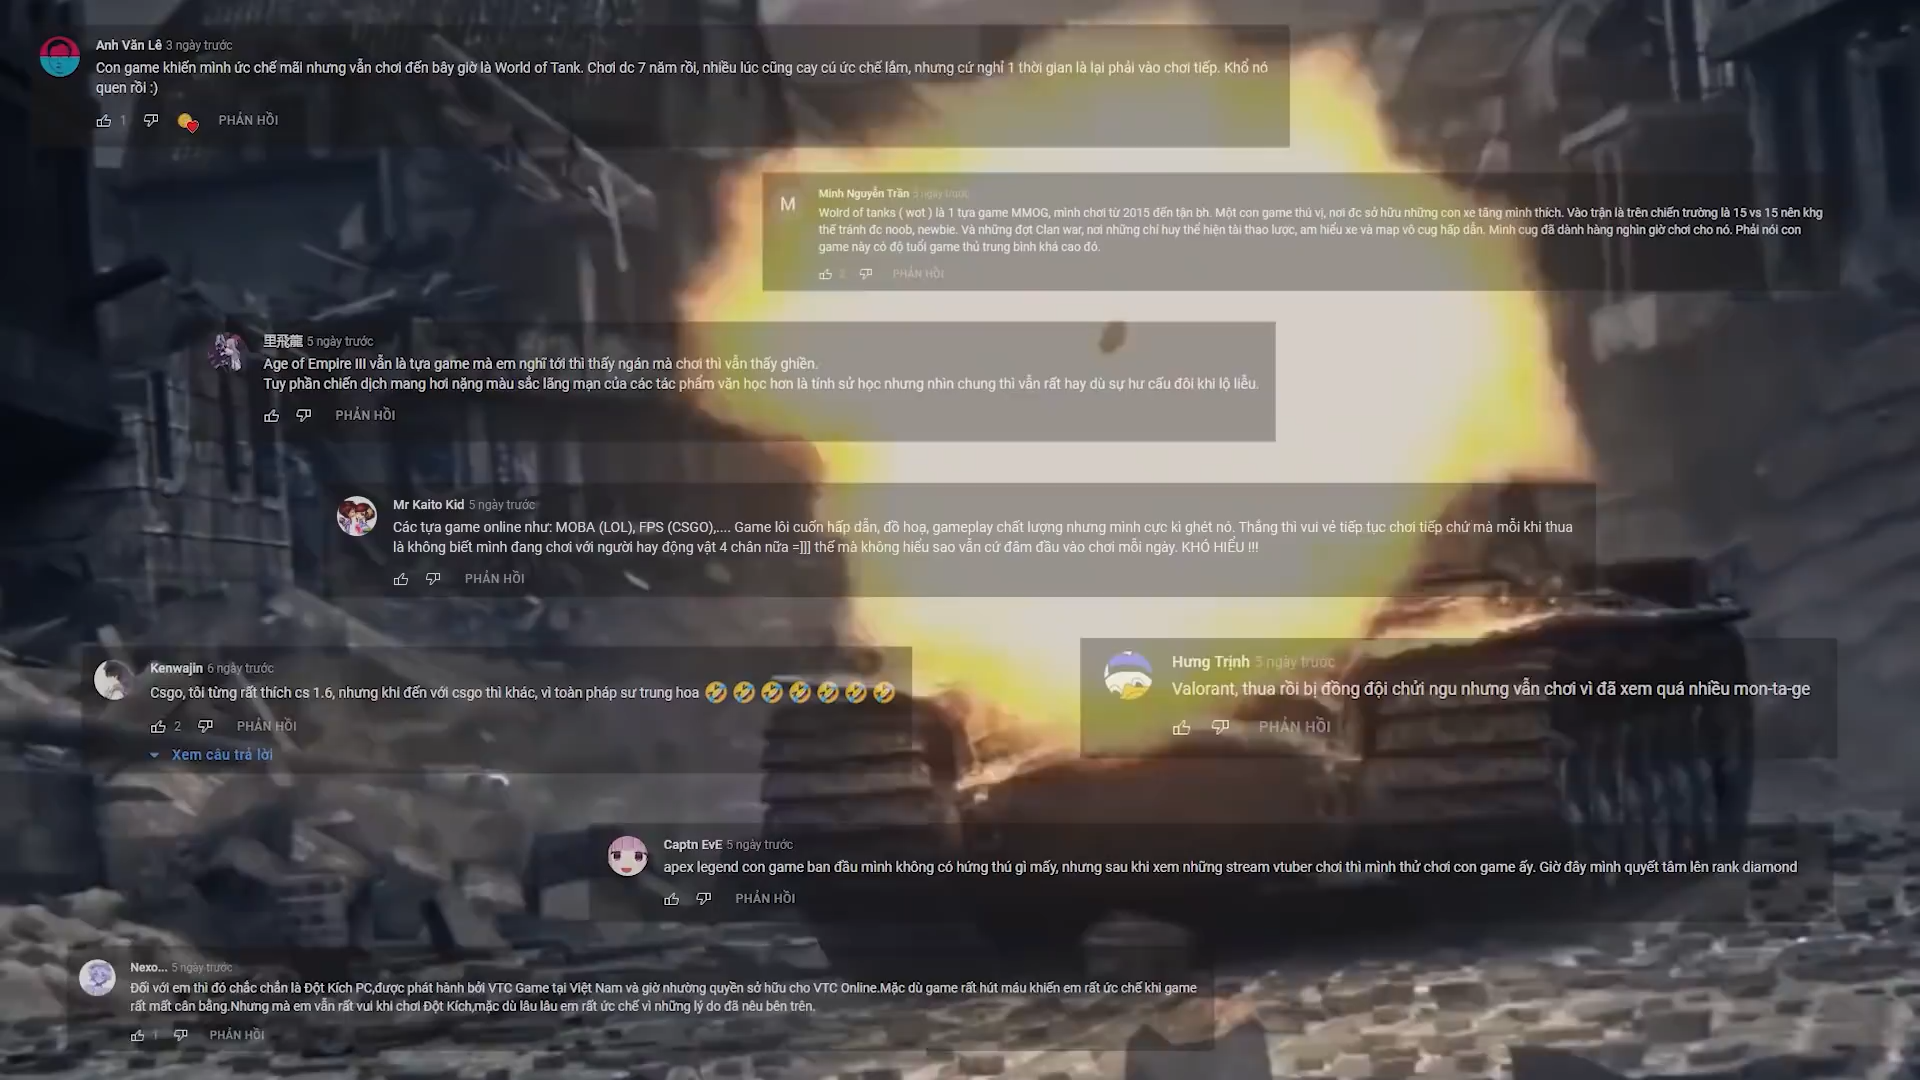 Anh Văn Lê 3 ngày trước
Con game khiến mình ức chế mãi nhưng vẫn chơi đến bây giờ là World of Tank. Chơi dc 7 năm rồi, nhiều lúc cũng cay cú ức chế lắm, nhưng cứ nghỉ 1 thời gian là lại phải vào chơi tiếp. Khổ nó
quen rồi :)
1 PHẢN HỒI
M
Minh Nguyễn Trần 5 ngày trước
Wolrd of tanks ( wot ) là 1 tựa game MMOG, mình chơi từ 2015 đến tận bh. Một con game thú vị, nơi đc sở hữu những con xe tăng mình thích. Vào trận là trên chiến trường là 15 vs 15 nên khg
thể tránh đc noob, newbie. Và những đợt Clan war, nơi những chỉ huy thể hiện tài thao lược, am hiểu xe và map vô cug hấp dẫn. Mình cug đã dành hàng nghìn giờ chơi cho nó. Phải nói con
game này có độ tuổi game thủ trung bình khá cao đó.
2 PHẢN HỒI
里飛龍 5 ngày trước
Age of Empire III vẫn là tựa game mà em nghĩ tới thì thấy ngán mà chơi thì vẫn thấy ghiền.
Tuy phần chiến dịch mang hơi nặng màu sắc lãng mạn của các tác phẩm văn học hơn là tính sử học nhưng nhìn chung thì vẫn rất hay dù sự hư cấu đôi khi lộ liễu.
PHẢN HỒI
Mr Kaito Kid 5 ngày trước
Các tựa game online như: MOBA (LOL), FPS (CSGO),.... Game lôi cuốn hấp dẫn, đồ hoạ, gameplay chất lượng nhưng mình cực kì ghét nó. Thắng thì vui vẻ tiếp tục chơi tiếp chứ mà mỗi khi thua
là không biết mình đang chơi với người hay động vật 4 chân nữa =]]] thế mà không hiểu sao vẫn cứ đăm đầu vào chơi mỗi ngày. KHÓ HIỂU !!!
PHẢN HỒI
Kenwajin 6 ngày trước
Csgo, tôi từng rất thích cs 1.6, nhưng khi đến với csgo thì khác, vì toàn pháp sư trung hoa 🤣🤣🤣🤣🤣🤣🤣
2 PHẢN HỒI
Xem câu trả lời
Hưng Trịnh 5 ngày trước
Valorant, thua rồi bị đồng đội chửi ngu nhưng vẫn chơi vì đã xem quá nhiều mon-ta-ge
PHẢN HỒI
Captn EvE 5 ngày trước
apex legend con game ban đầu mình không có hứng thú gì mấy, nhưng sau khi xem những stream vtuber chơi thì mình thử chơi con game ấy. Giờ đây mình quyết tâm lên rank diamond
PHẢN HỒI
Nexo... 5 ngày trước
Đối với em thì đó chắc chắn là Đột Kích PC,được phát hành bởi VTC Game tại Việt Nam và giờ nhường quyền sở hữu cho VTC Online.Mặc dù game rất hút máu khiến em rất ức chế khi game
rất mất cân bằng.Nhưng mà em vẫn rất vui khi chơi Đột Kích,mặc dù lâu lâu em rất ức chế vì những lý do đã nêu bên trên.
1 PHẢN HỒI